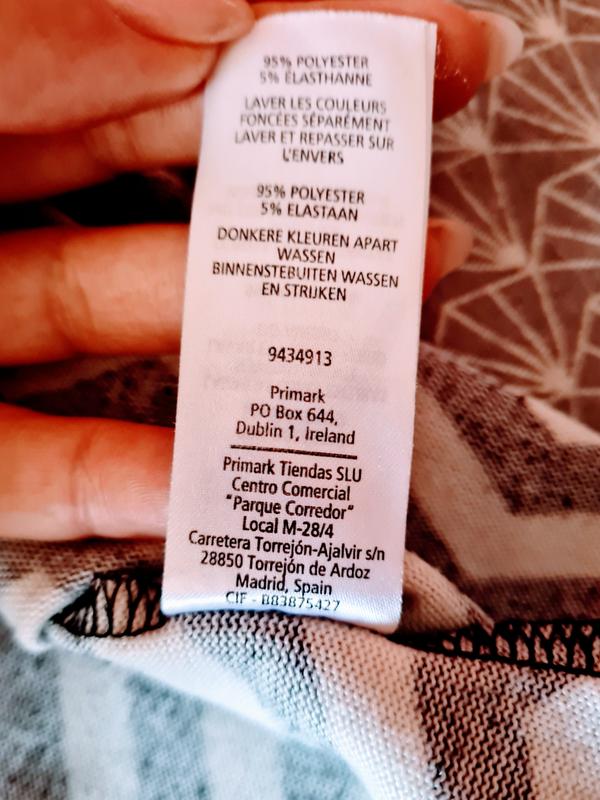 95% POLYESTER
5% ÉLASTHANNE
LAVER LES COULEURS
FONCÉES SÉPARÉMENT
LAVER ET REPASSER SUR
L'ENVERS
95% POLYESTER
5% ELASTAAN
DONKERE KLEUREN APART
WASSEN
BINNENSTEBUITEN WASSEN
EN STRIJKEN
9434913
Primark
PO Box 644,
Dublin 1, Ireland
Primark Tiendas SLU
Centro Comercial
"Parque Corredor"
Local M-28/4
Carretera Torrejón-Ajalvir s/n
28850 Torrejón de Ardoz
Madrid, Spain
CIF - B83875427